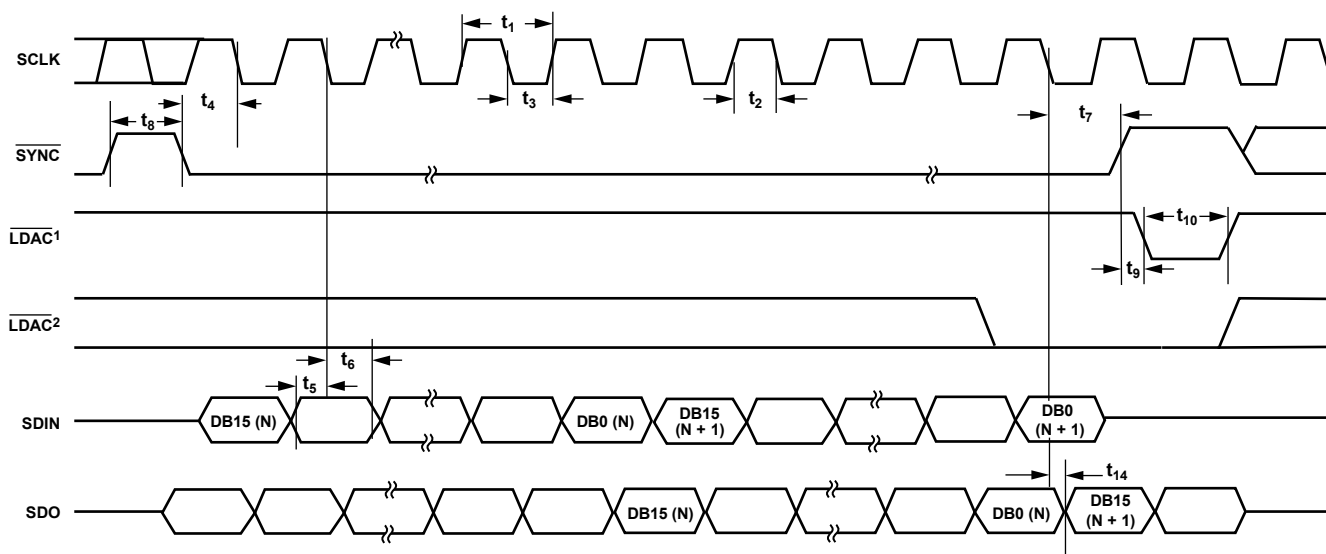 t1
SCLK
t4
t3
t2
t8
t7
SYNC
LDAC1
t10
t9
LDAC2
t6
t5
SDIN
DB15 (N)
DB0 (N)
DB15
(N + 1)
DB0
(N + 1)
t14
SDO
DB15 (N)
DB0 (N)
DB15
(N + 1)